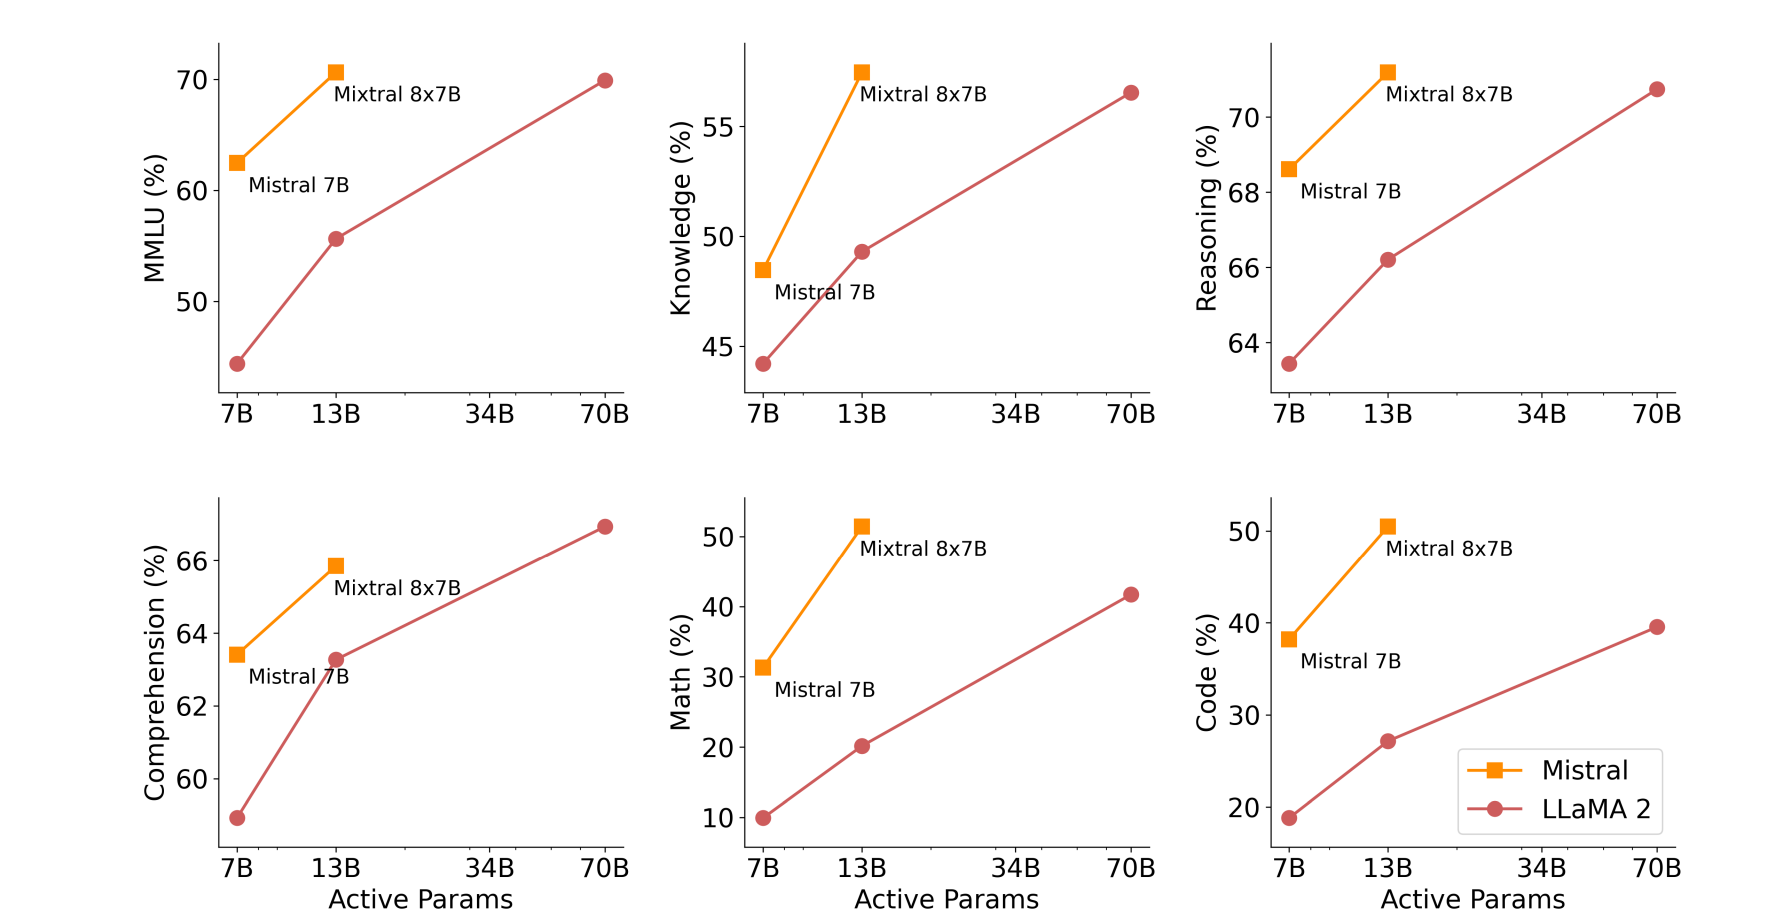 MMLU (%)
70
60
50
Mixtral 8x7B
Mistral 7B
7B 13B 34B 70B
Knowledge (%)
55
50
45
Mixtral 8x7B
Mistral 7B
7B 13B 34B 70B
Reasoning (%)
70
68
66
64
Mixtral 8x7B
Mistral 7B
7B 13B 34B 70B
Comprehension (%)
66
64
62
60
Mixtral 8x7B
Mistral 7B
7B 13B 34B 70B
Active Params
Math (%)
50
40
30
20
10
Mixtral 8x7B
Mistral 7B
7B 13B 34B 70B
Active Params
Code (%)
50
40
30
20
Mixtral 8x7B
Mistral 7B
Mistral
LLaMA 2
7B 13B 34B 70B
Active Params